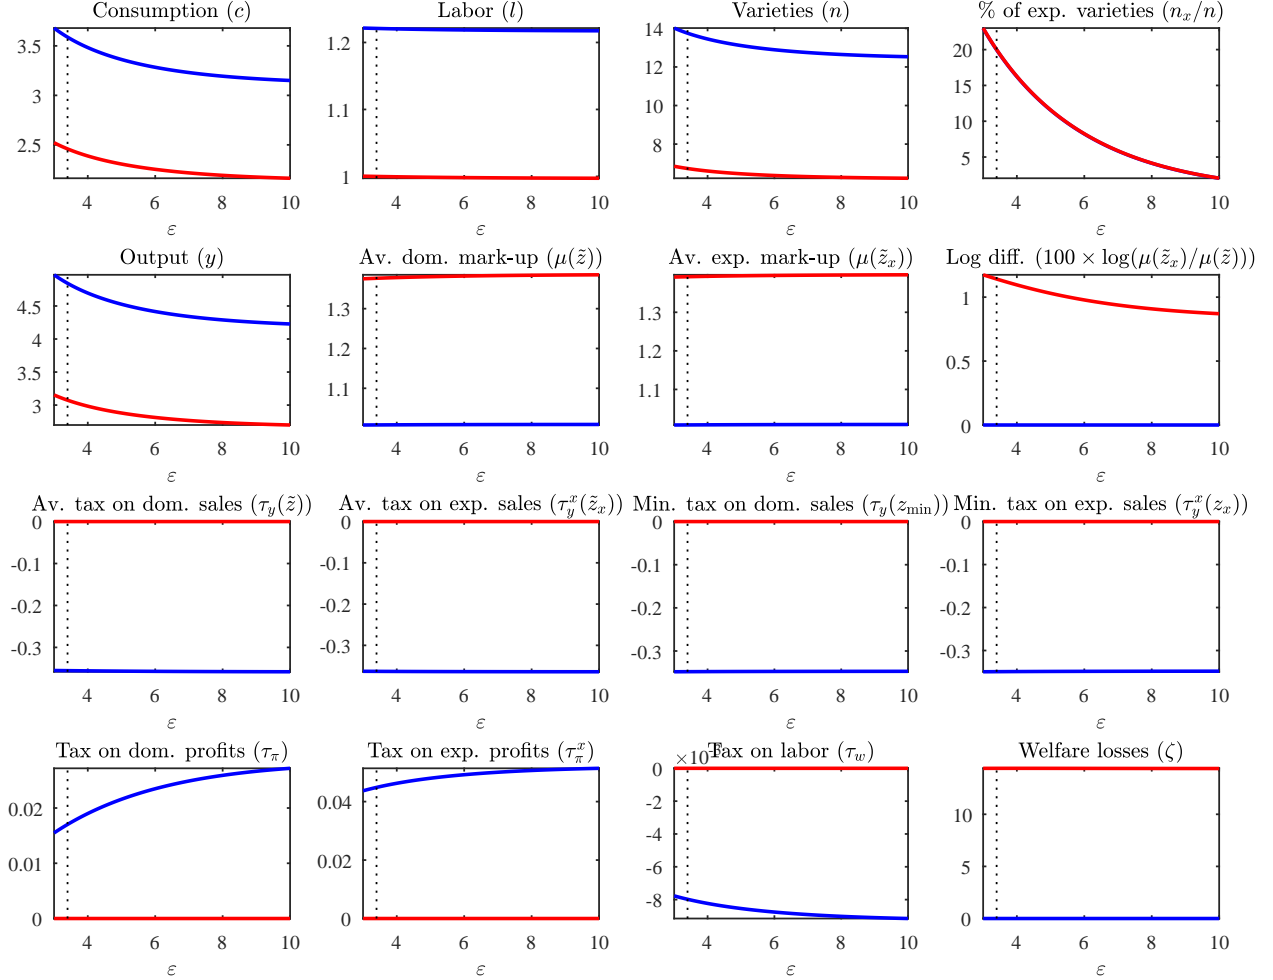 Consumption (c) Labor (l) Varieties (n) % of exp. varieties (nₓ/n)
3.5 1.2 14 20
3 12 15
1.1 10 10
2.5 8 5
1
4 6 8 10 4 6 8 10 4 6 8 10 4 6 8 10
ε ε ε ε
Output (y) Av. dom. mark-up (μ(z̃)) Av. exp. mark-up (μ(z̃ₓ)) Log diff. (100 × log(μ(z̃ₓ)/μ(z̃)))
4.5 1.3 1.3 1
4 1.2 1.2
3.5 0.5
3 1.1 1.1
0
4 6 8 10 4 6 8 10 4 6 8 10 4 6 8 10
ε ε ε ε
Av. tax on dom. sales (τ_y(z̃)) Av. tax on exp. sales (τ_y^x(z̃ₓ)) Min. tax on dom. sales (τ_y(z_min)) Min. tax on exp. sales (τ_y^x(zₓ))
0 0 0 0
-0.1 -0.1 -0.1 -0.1
-0.2 -0.2 -0.2 -0.2
-0.3 -0.3 -0.3 -0.3
4 6 8 10 4 6 8 10 4 6 8 10 4 6 8 10
ε ε ε ε
Tax on dom. profits (τ_π) Tax on exp. profits (τ_π^x) ×10 Tax on labor (τ_w) Welfare losses (ζ)
0
0.02 0.04 -2 10
-4
0.01 0.02 -6 5
-8
0 0 0
4 6 8 10 4 6 8 10 4 6 8 10 4 6 8 10
ε ε ε ε